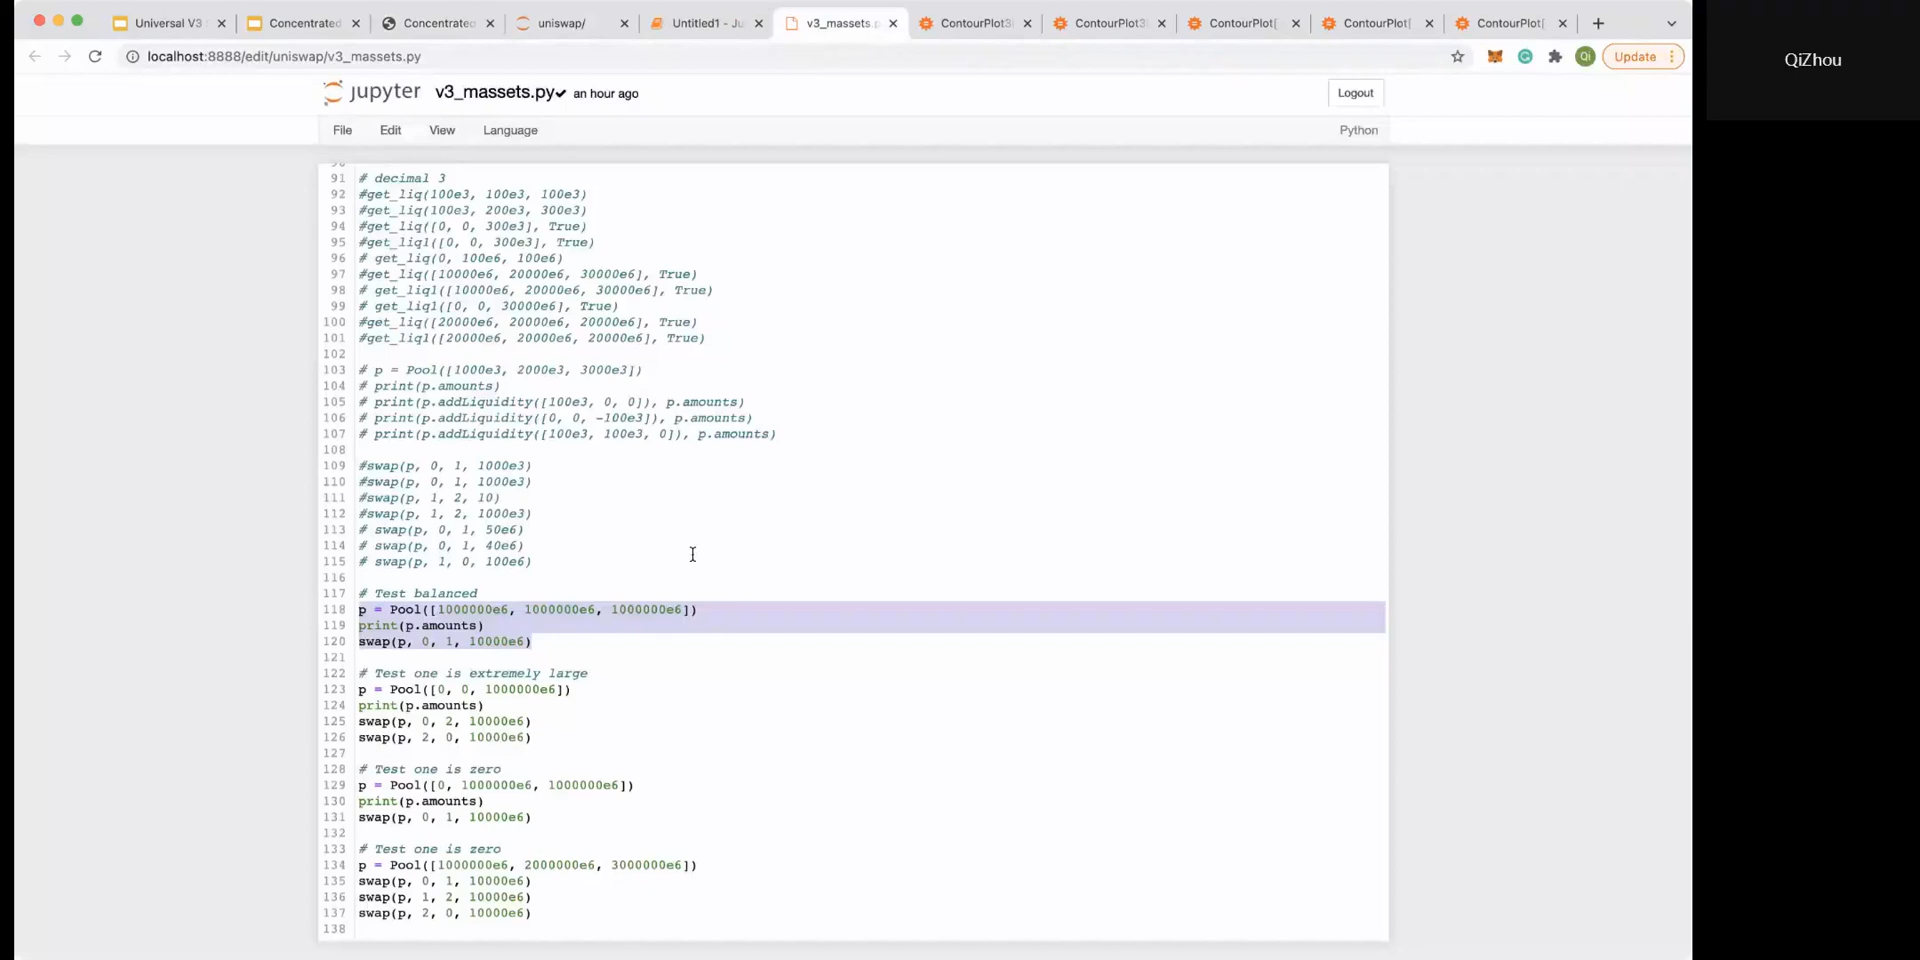 Universal V3
Concentrated
Concentrated
uniswap/
Untitled1 - Ju
v3_massets.p
ContourPlot3
ContourPlot3
ContourPlot[
ContourPlot[
ContourPlot[
localhost:8888/edit/uniswap/v3_massets.py
Qi
Update
QiZhou
jupyter v3_massets.py✔ an hour ago
Logout
File Edit View Language
Python
91 # decimal 3
92 #get_liq(100e3, 100e3, 100e3)
93 #get_liq(100e3, 200e3, 300e3)
94 #get_liq([0, 0, 300e3], True)
95 #get_liq1([0, 0, 300e3], True)
96 # get_liq(0, 100e6, 100e6)
97 #get_liq([10000e6, 20000e6, 30000e6], True)
98 # get_liq1([10000e6, 20000e6, 30000e6], True)
99 # get_liq1([0, 0, 30000e6], True)
100 #get_liq([20000e6, 20000e6, 20000e6], True)
101 #get_liq1([20000e6, 20000e6, 20000e6], True)
102
103 # p = Pool([1000e3, 2000e3, 3000e3])
104 # print(p.amounts)
105 # print(p.addLiquidity([100e3, 0, 0]), p.amounts)
106 # print(p.addLiquidity([0, 0, -100e3]), p.amounts)
107 # print(p.addLiquidity([100e3, 100e3, 0]), p.amounts)
108
109 #swap(p, 0, 1, 1000e3)
110 #swap(p, 0, 1, 1000e3)
111 #swap(p, 1, 2, 10)
112 #swap(p, 1, 2, 1000e3)
113 # swap(p, 0, 1, 50e6)
114 # swap(p, 0, 1, 40e6)
115 # swap(p, 1, 0, 100e6)
116
117 # Test balanced
118 p = Pool([1000000e6, 1000000e6, 1000000e6])
119 print(p.amounts)
120 swap(p, 0, 1, 10000e6)
121
122 # Test one is extremely large
123 p = Pool([0, 0, 1000000e6])
124 print(p.amounts)
125 swap(p, 0, 2, 10000e6)
126 swap(p, 2, 0, 10000e6)
127
128 # Test one is zero
129 p = Pool([0, 1000000e6, 1000000e6])
130 print(p.amounts)
131 swap(p, 0, 1, 10000e6)
132
133 # Test one is zero
134 p = Pool([1000000e6, 2000000e6, 3000000e6])
135 swap(p, 0, 1, 10000e6)
136 swap(p, 1, 2, 10000e6)
137 swap(p, 2, 0, 10000e6)
138